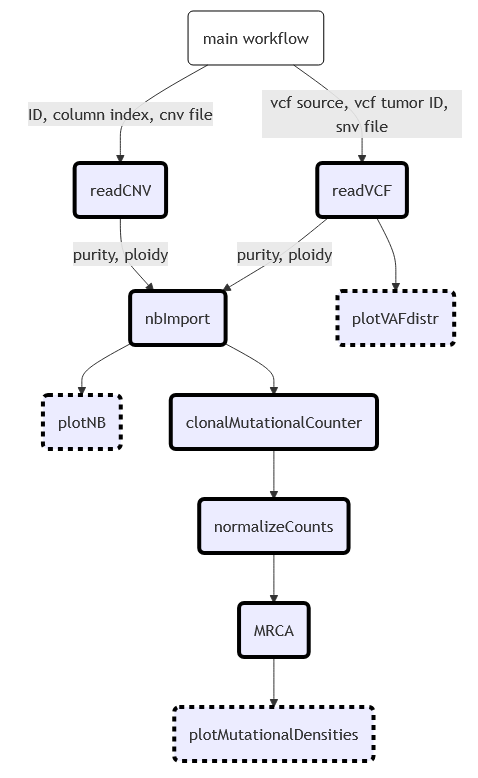 main workflow
ID, column index, cnv file
vcf source, vcf tumor ID,
snv file
readCNV
readVCF
purity, ploidy
purity, ploidy
nbImport
plotVAFdistr
plotNB
clonalMutationalCounter
normalizeCounts
MRCA
plotMutationalDensities